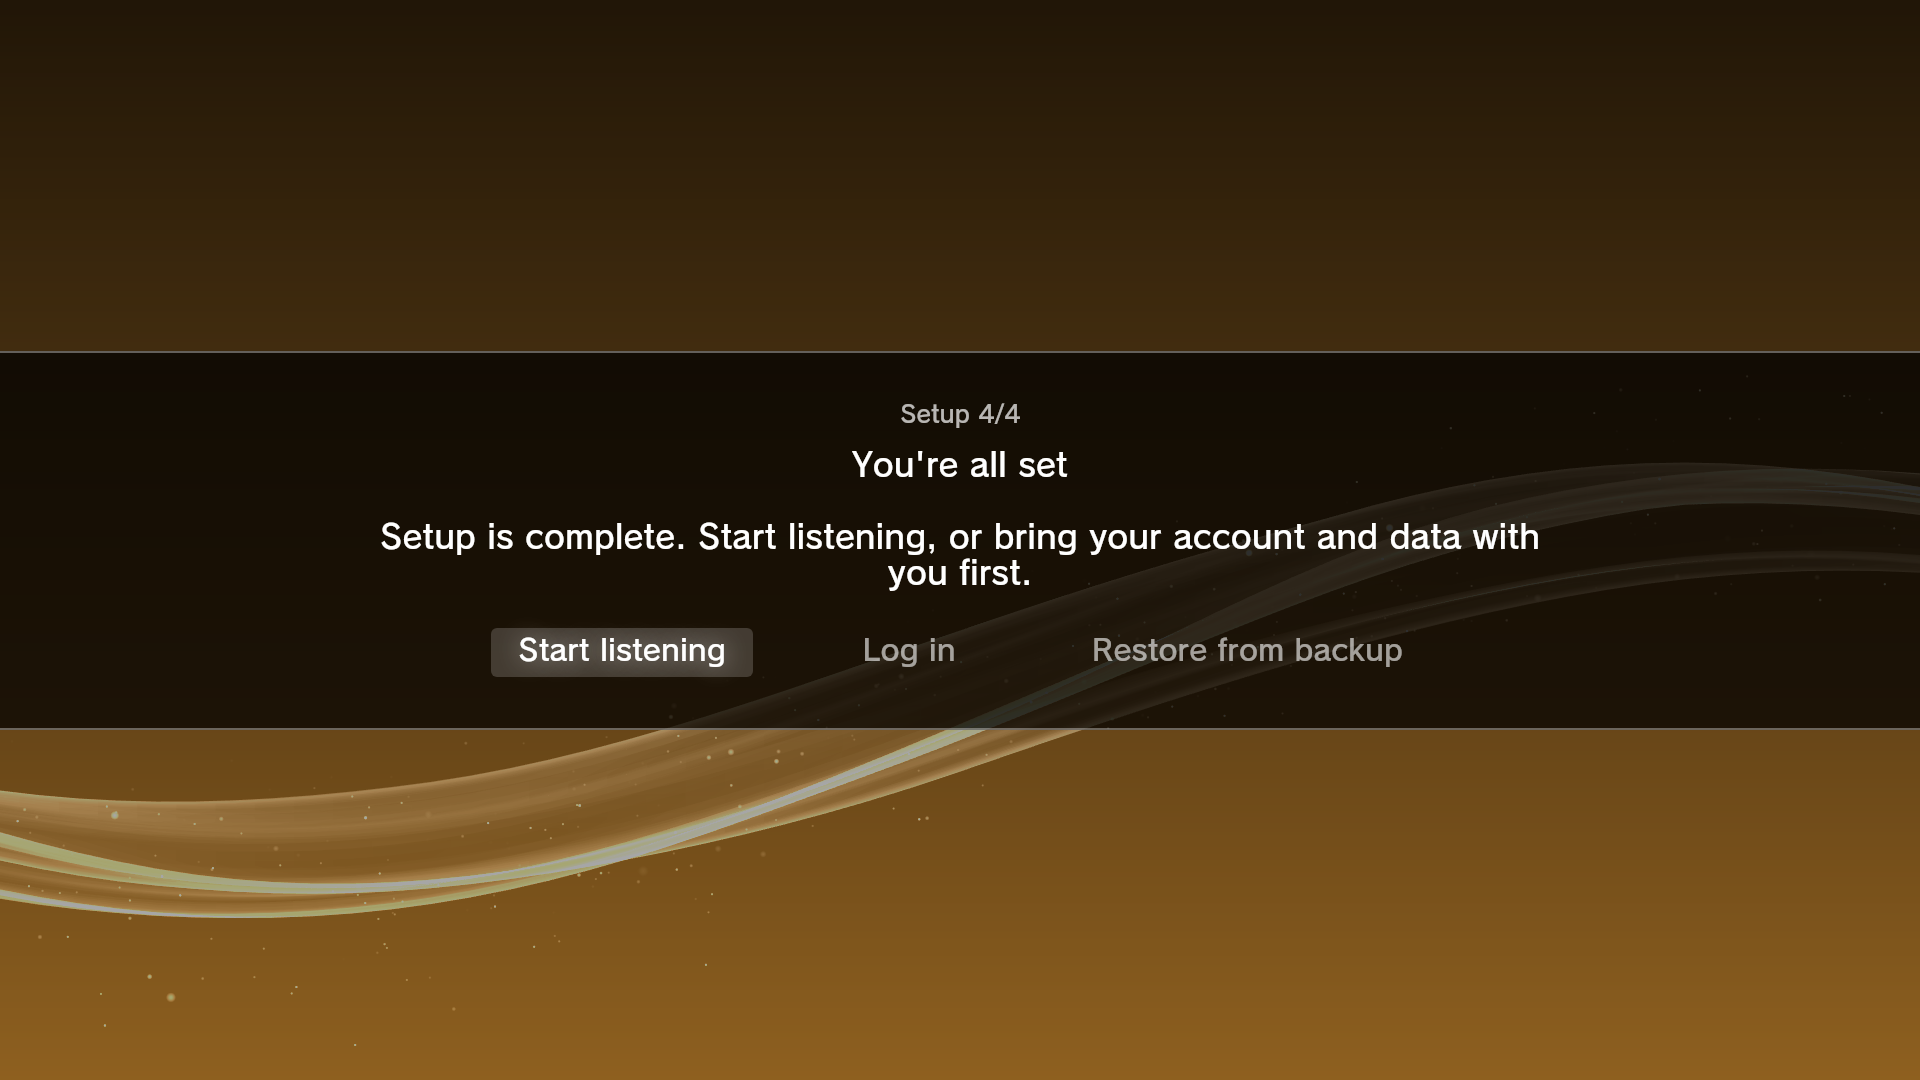 Setup 4/4
You're all set
Setup is complete. Start listening, or bring your account and data with
you first.
Start listening
Log in
Restore from backup